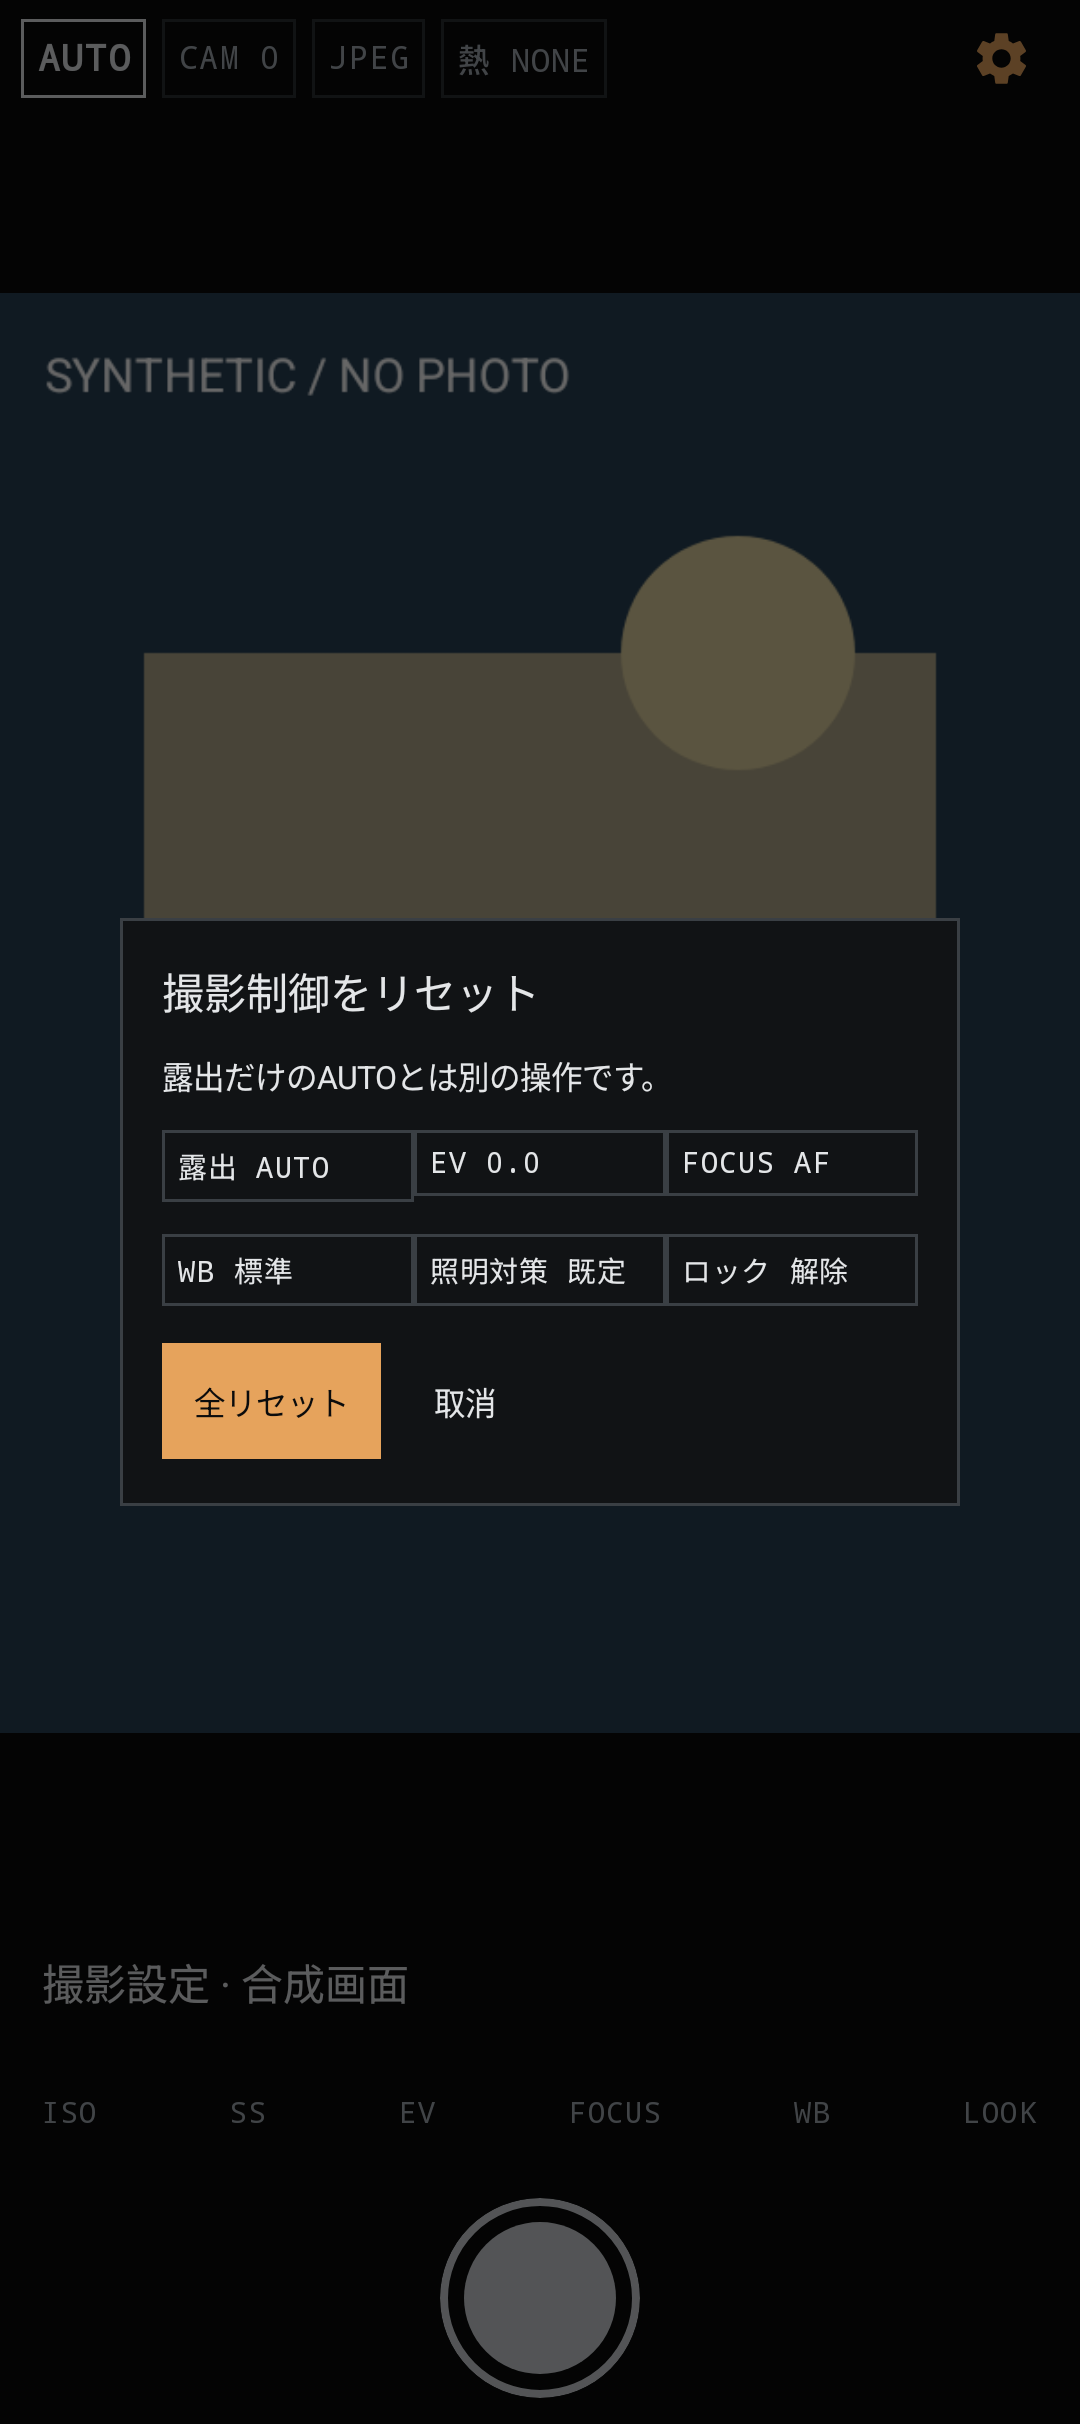 AUTO CAM 0 JPEG 熱 NONE
SYNTHETIC / NO PHOTO
撮影制御をリセット
露出だけのAUTOとは別の操作です。
露出 AUTO EV 0.0 FOCUS AF
WB 標準 照明対策 既定 ロック 解除
全リセット 取消
撮影設定 · 合成画面
ISO SS EV FOCUS WB LOOK